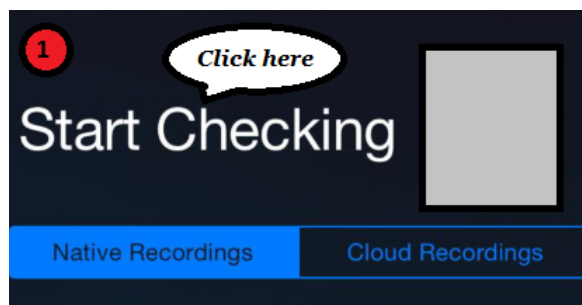 1
Click here
Start Checking
Native Recordings
Cloud Recordings